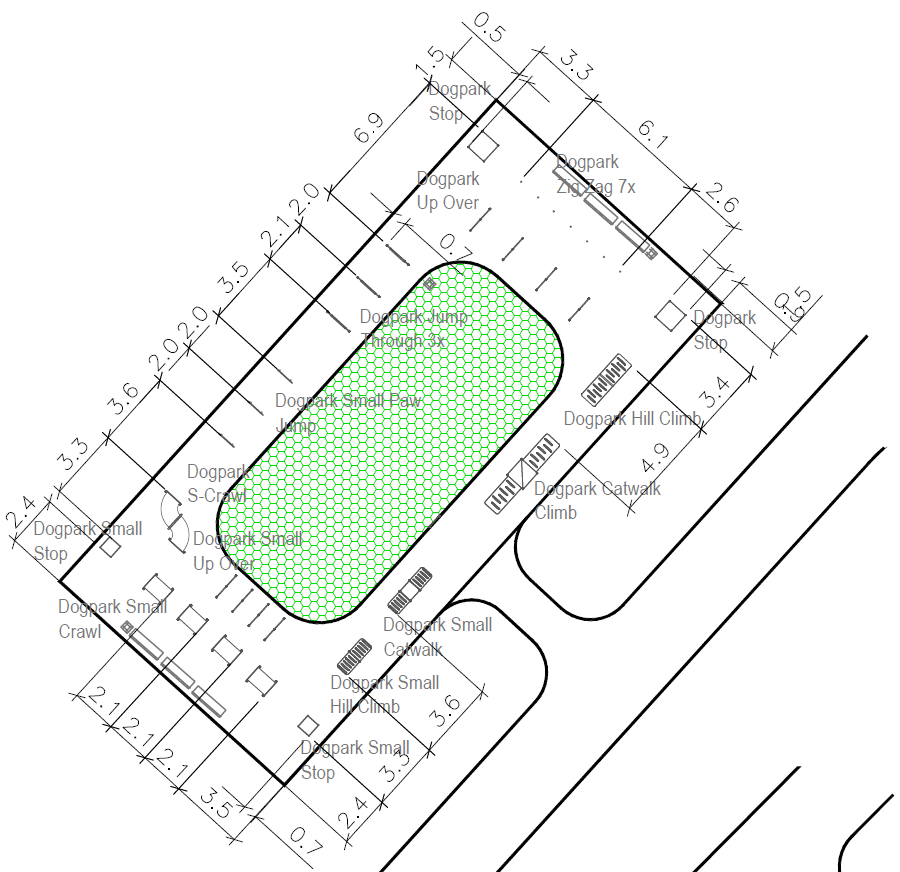 0.5
3.3
1.5
Dogpark
Stop
6.9
6.1
Dogpark
Zig Zag 7x
Dogpark
Up Over
2.0
2.6
2.1
0.7
3.5
0.5
0.9
Dogpark Jump
Through 3x
Dogpark
Stop
2.0
2.0
3.6
3.4
Dogpark Small Paw
Jump
Dogpark Hill Climb
3.3
4.9
Dogpark
S-Crawl
Dogpark Catwalk
Climb
2.4
Dogpark Small
Stop
Dogpark Small
Up Over
Dogpark Small
Crawl
Dogpark Small
Catwalk
Dogpark Small
Hill Climb
2.1
2.1
2.1
3.6
3.3
Dogpark Small
Stop
3.5
2.4
0.7